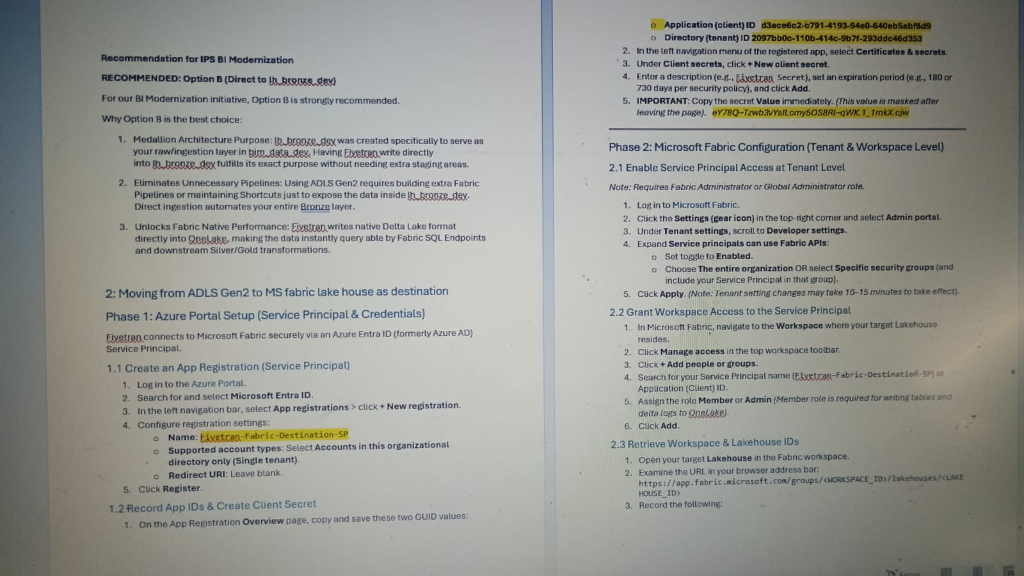 Recommendation for IPS BI Modernization
RECOMMENDED: Option B (Direct to lh_bronze_dev)
For our BI Modernization initiative, Option B is strongly recommended.
Why Option B is the best choice:
1. Medallion Architecture Purpose: lh_bronze_dev was created specifically to serve as
your raw/ingestion layer in bim_data_dev. Having Fivetran write directly
into lh_bronze_dev fulfills its exact purpose without needing extra staging areas.
2. Eliminates Unnecessary Pipelines: Using ADLS Gen2 requires building extra Fabric
Pipelines or maintaining Shortcuts just to expose the data inside lh_bronze_dev.
Direct ingestion automates your entire Bronze layer.
3. Unlocks Fabric Native Performance: Fivetran writes native Delta Lake format
directly into OneLake, making the data instantly query able by Fabric SQL Endpoints
and downstream Silver/Gold transformations.
2: Moving from ADLS Gen2 to MS fabric lake house as destination
Phase 1: Azure Portal Setup (Service Principal & Credentials)
Fivetran connects to Microsoft Fabric securely via an Azure Entra ID (formerly Azure AD)
Service Principal.
1.1 Create an App Registration (Service Principal)
1. Log in to the Azure Portal.
2. Search for and select Microsoft Entra ID.
3. In the left navigation bar, select App registrations > click + New registration.
4. Configure registration settings:
o Name: Fivetran-Fabric-Destination-SP
o Supported account types: Select Accounts in this organizational
directory only (Single tenant).
o Redirect URI: Leave blank.
5. Click Register.
1.2 Record App IDs & Create Client Secret
1. On the App Registration Overview page, copy and save these two GUID values:
o Application (client) ID
o Directory (tenant) ID 2097bb0c-110b-414c-9b7f-293ddc46d353
2. In the left navigation menu of the registered app, select Certificates & secrets.
3. Under Client secrets, click + New client secret.
4. Enter a description (e.g., Fivetran Secret), set an expiration period (e.g., 180 or
730 days per security policy), and click Add.
5. IMPORTANT: Copy the secret Value immediately. (This value is masked after
leaving the page).
Phase 2: Microsoft Fabric Configuration (Tenant & Workspace Level)
2.1 Enable Service Principal Access at Tenant Level
Note: Requires Fabric Administrator or Global Administrator role.
1. Log in to Microsoft Fabric.
2. Click the Settings (gear icon) in the top-right corner and select Admin portal.
3. Under Tenant settings, scroll to Developer settings.
4. Expand Service principals can use Fabric APIs:
o Set toggle to Enabled.
o Choose The entire organization OR select Specific security groups (and
include your Service Principal in that group).
5. Click Apply. (Note: Tenant setting changes may take 10–15 minutes to take effect).
2.2 Grant Workspace Access to the Service Principal
1. In Microsoft Fabric, navigate to the Workspace where your target Lakehouse
resides.
2. Click Manage access in the top workspace toolbar.
3. Click + Add people or groups.
4. Search for your Service Principal name (Fivetran-Fabric-Destination-SP) or
Application (Client) ID.
5. Assign the role Member or Admin (Member role is required for writing tables and
delta logs to OneLake).
6. Click Add.
2.3 Retrieve Workspace & Lakehouse IDs
1. Open your target Lakehouse in the Fabric workspace.
2. Examine the URL in your browser address bar:
https://app.fabric.microsoft.com/groups/<WORKSPACE_ID>/lakehouses/<LAKE
HOUSE_ID>
3. Record the following: